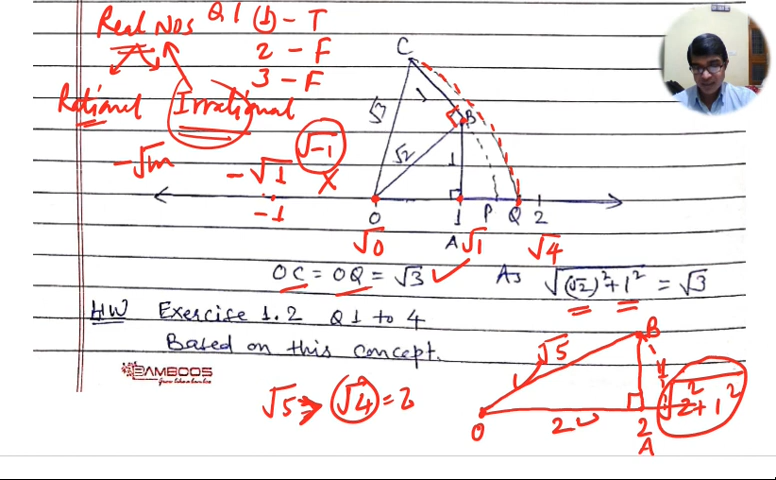 Real Nos Q1 (1) - T
2 - F
3 - F
Rational Irrational
-√m
-√1 √-1
X
-1
C
√3 1
B
√2 1
O 1 P Q 2
√0 A √1 √4
OC = OQ = √3 ✓ As √(√2)²+1² = √3
HW Exercise 1.2 Q1 to 4
Based on this concept.
BAMBOOS
√5 → √4 = 2
B
√5
√2²+1²
O 2 2
A